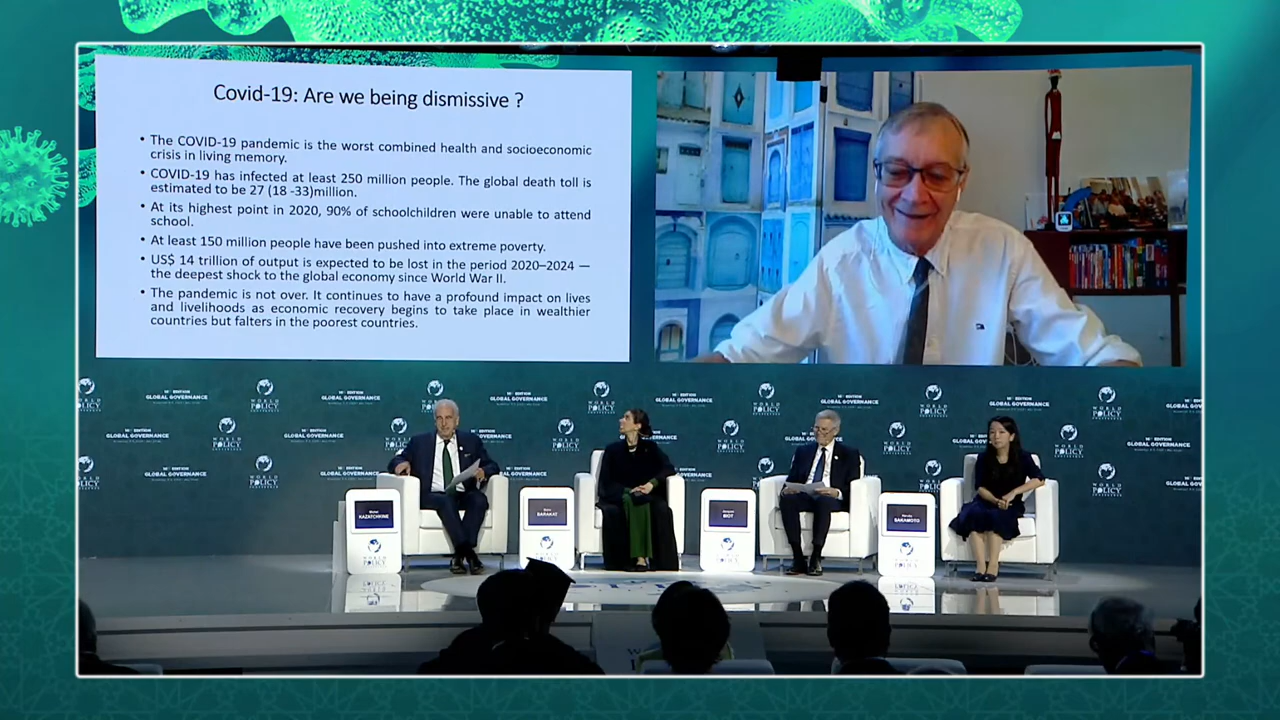 Covid-19: Are we being dismissive ?
• The COVID-19 pandemic is the worst combined health and socioeconomic
crisis in living memory.
• COVID-19 has infected at least 250 million people. The global death toll is
estimated to be 27 (18 -33)million.
• At its highest point in 2020, 90% of schoolchildren were unable to attend
school.
• At least 150 million people have been pushed into extreme poverty.
• US$ 14 trillion of output is expected to be lost in the period 2020–2024 —
the deepest shock to the global economy since World War II.
• The pandemic is not over. It continues to have a profound impact on lives
and livelihoods as economic recovery begins to take place in wealthier
countries but falters in the poorest countries.
EDITION
GLOBAL GOVERNANCE
WORLD
POLICY
CONFERENCE
KAZATCHKINE
BARAKAT
BIOT
SAKAMOTO
WORLD
POLICY